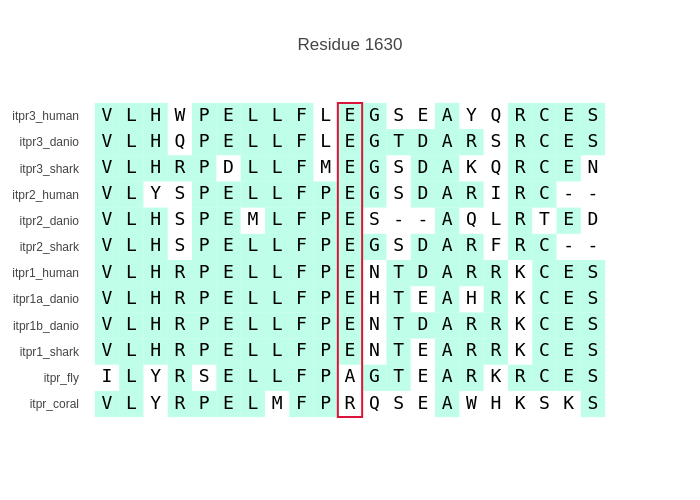 Residue 1630
itpr3_human V L H W P E L L F L E G S E A Y Q R C E S
itpr3_danio V L H Q P E L L F L E G T D A R S R C E S
itpr3_shark V L H R P D L L F M E G S D A K Q R C E N
itpr2_human V L Y S P E L L F P E G S D A R I R C - -
itpr2_danio V L H S P E M L F P E S - - A Q L R T E D
itpr2_shark V L H S P E L L F P E G S D A R F R C - -
itpr1_human V L H R P E L L F P E N T D A R R K C E S
itpr1a_danio V L H R P E L L F P E H T E A H R K C E S
itpr1b_danio V L H R P E L L F P E N T D A R R K C E S
itpr1_shark V L H R P E L L F P E N T E A R R K C E S
itpr_fly I L Y R S E L L F P A G T E A R K R C E S
itpr_coral V L Y R P E L M F P R Q S E A W H K S K S